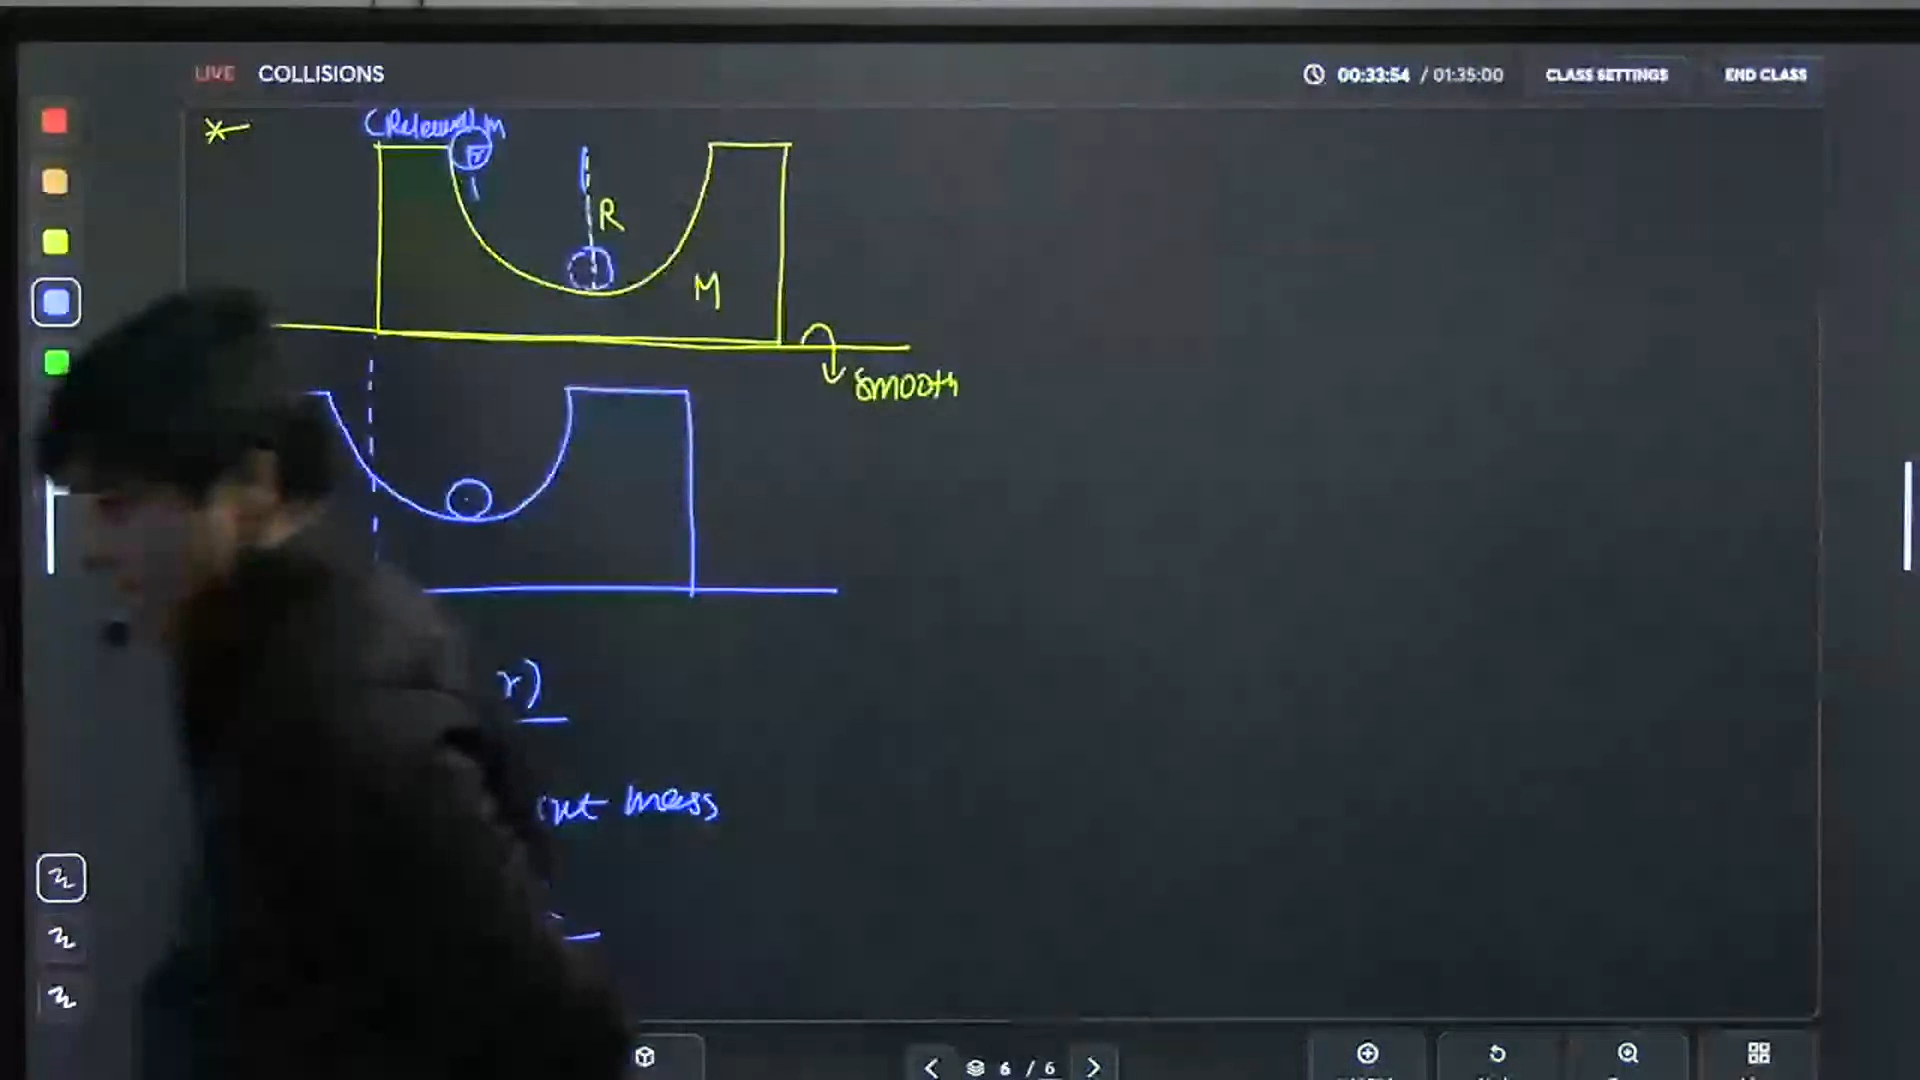 LIVE COLLISIONS 00:33:54 / 01:35:00 CLASS SETTINGS END CLASS
m
r
R
M
smooth
r)
mass
6 / 6